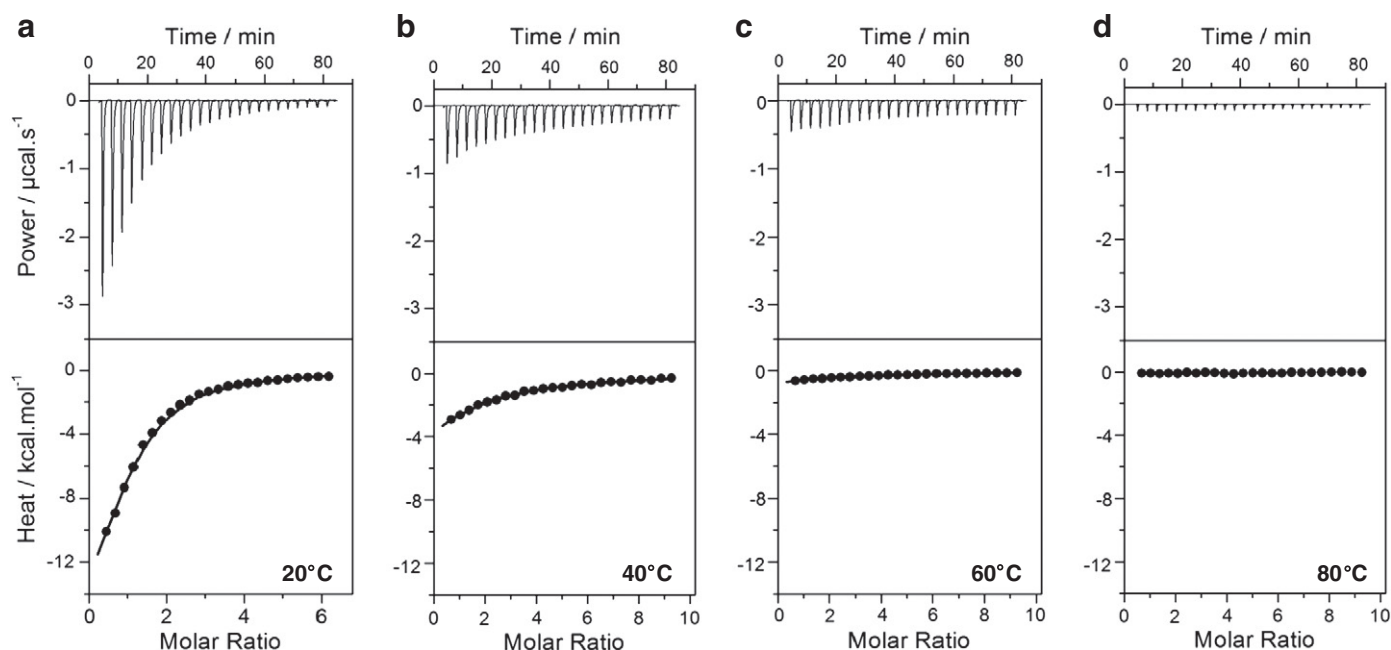 a
Time / min
0 20 40 60 80
Power / µcal.s⁻¹
0
-1
-2
-3
Heat / kcal.mol⁻¹
0
-4
-8
-12
20°C
0 2 4 6
Molar Ratio
b
Time / min
0 20 40 60 80
0
-1
-2
-3
0
-4
-8
-12
40°C
0 2 4 6 8 10
Molar Ratio
c
Time / min
0 20 40 60 80
0
-1
-2
-3
0
-4
-8
-12
60°C
0 2 4 6 8 10
Molar Ratio
d
Time / min
0 20 40 60 80
0
-1
-2
-3
0
-4
-8
-12
80°C
0 2 4 6 8 10
Molar Ratio